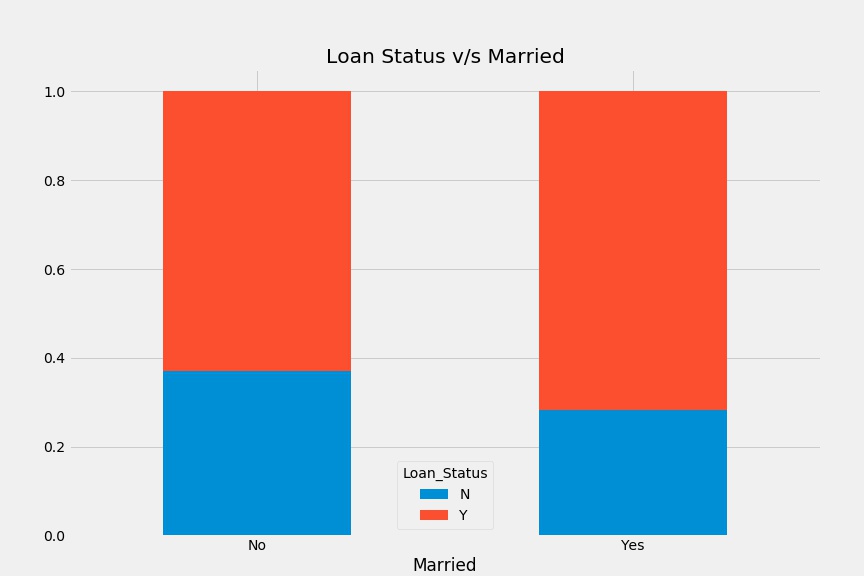 Loan Status v/s Married
1.0
0.8
0.6
0.4
0.2
0.0
Loan_Status
N
Y
No Yes
Married